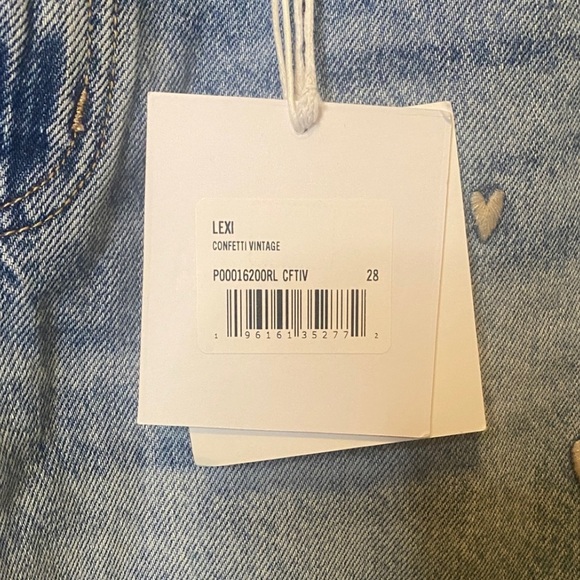 LEXI
CONFETTI VINTAGE
P00016200RL CFTIV 28
1 96161 35277 2